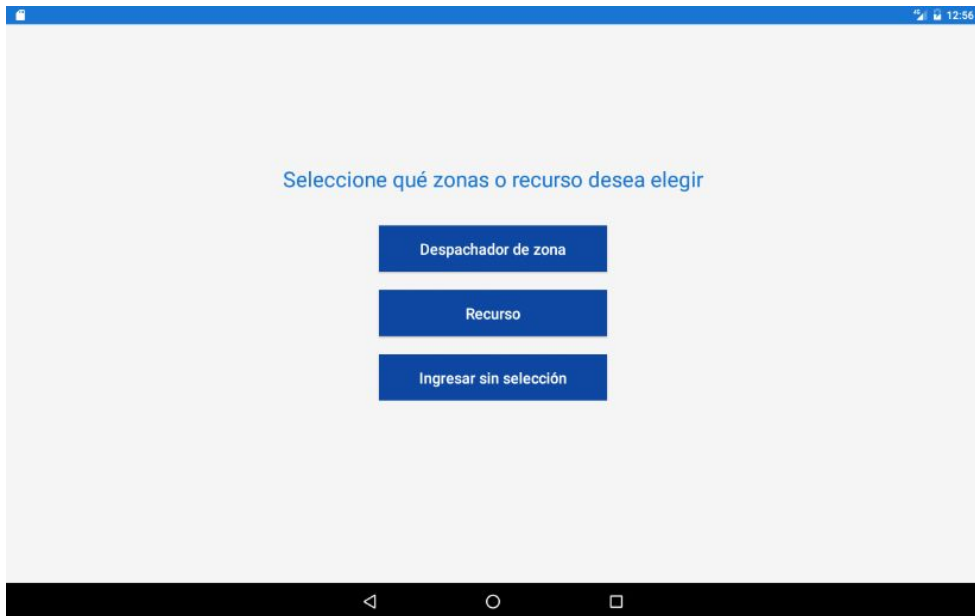 12:56
Seleccione qué zonas o recurso desea elegir
Despachador de zona
Recurso
Ingresar sin selección